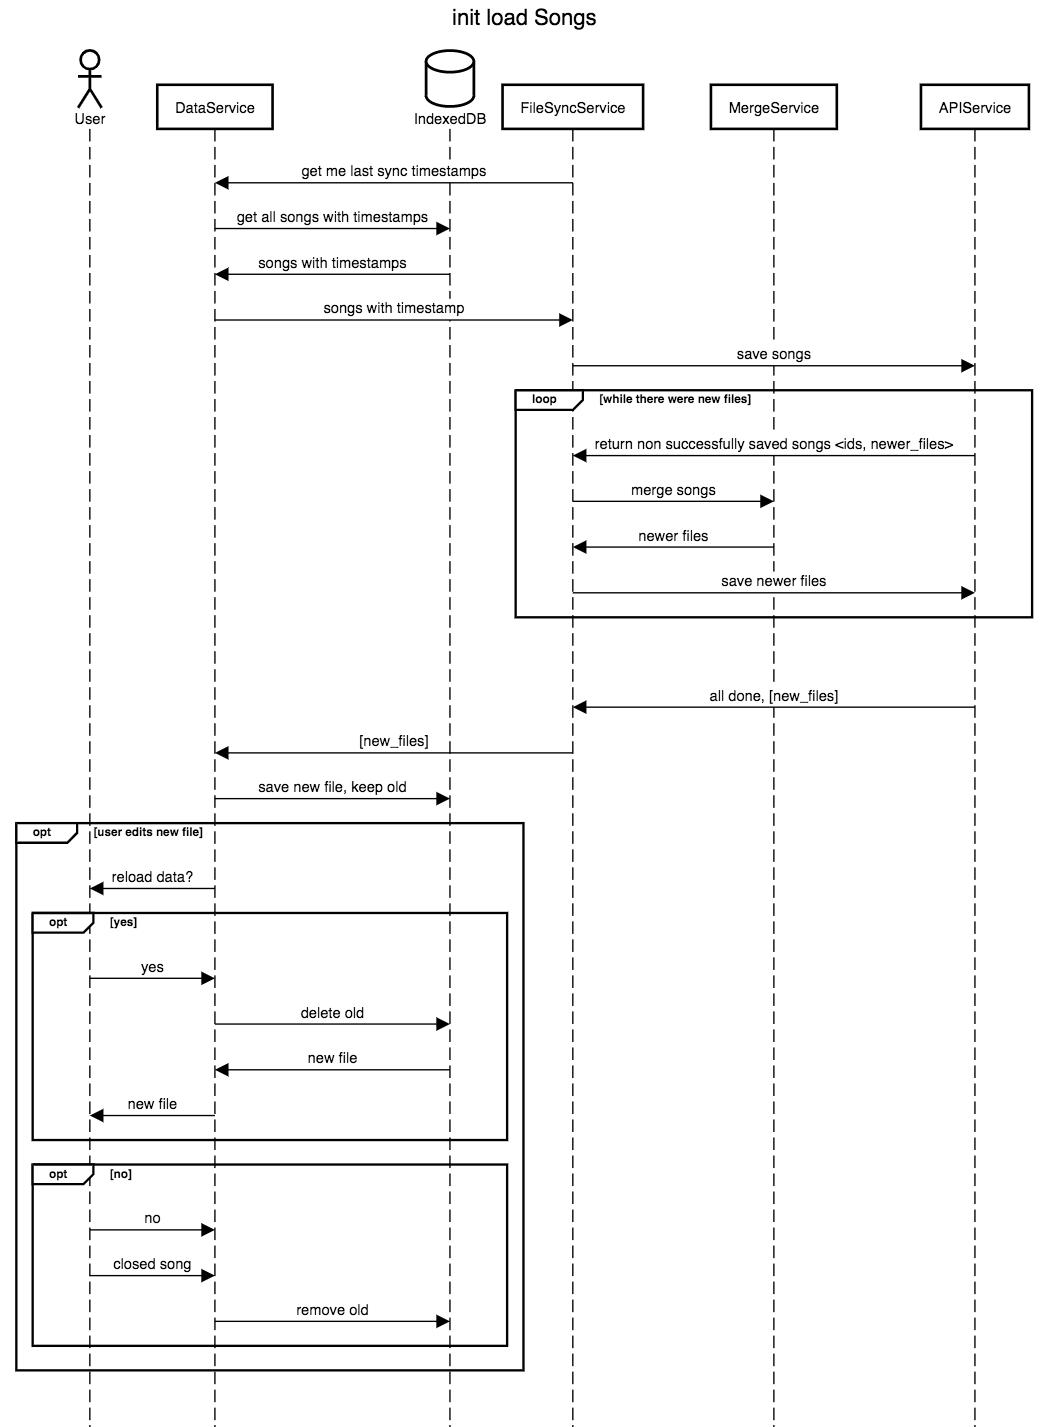 init load Songs
User
DataService
IndexedDB
FileSyncService
MergeService
APIService
get me last sync timestamps
get all songs with timestamps
songs with timestamps
songs with timestamp
save songs
loop
[while there were new files]
return non successfully saved songs <ids, newer_files>
merge songs
newer files
save newer files
all done, [new_files]
[new_files]
save new file, keep old
opt
[user edits new file]
reload data?
opt
[yes]
yes
delete old
new file
new file
opt
[no]
no
closed song
remove old